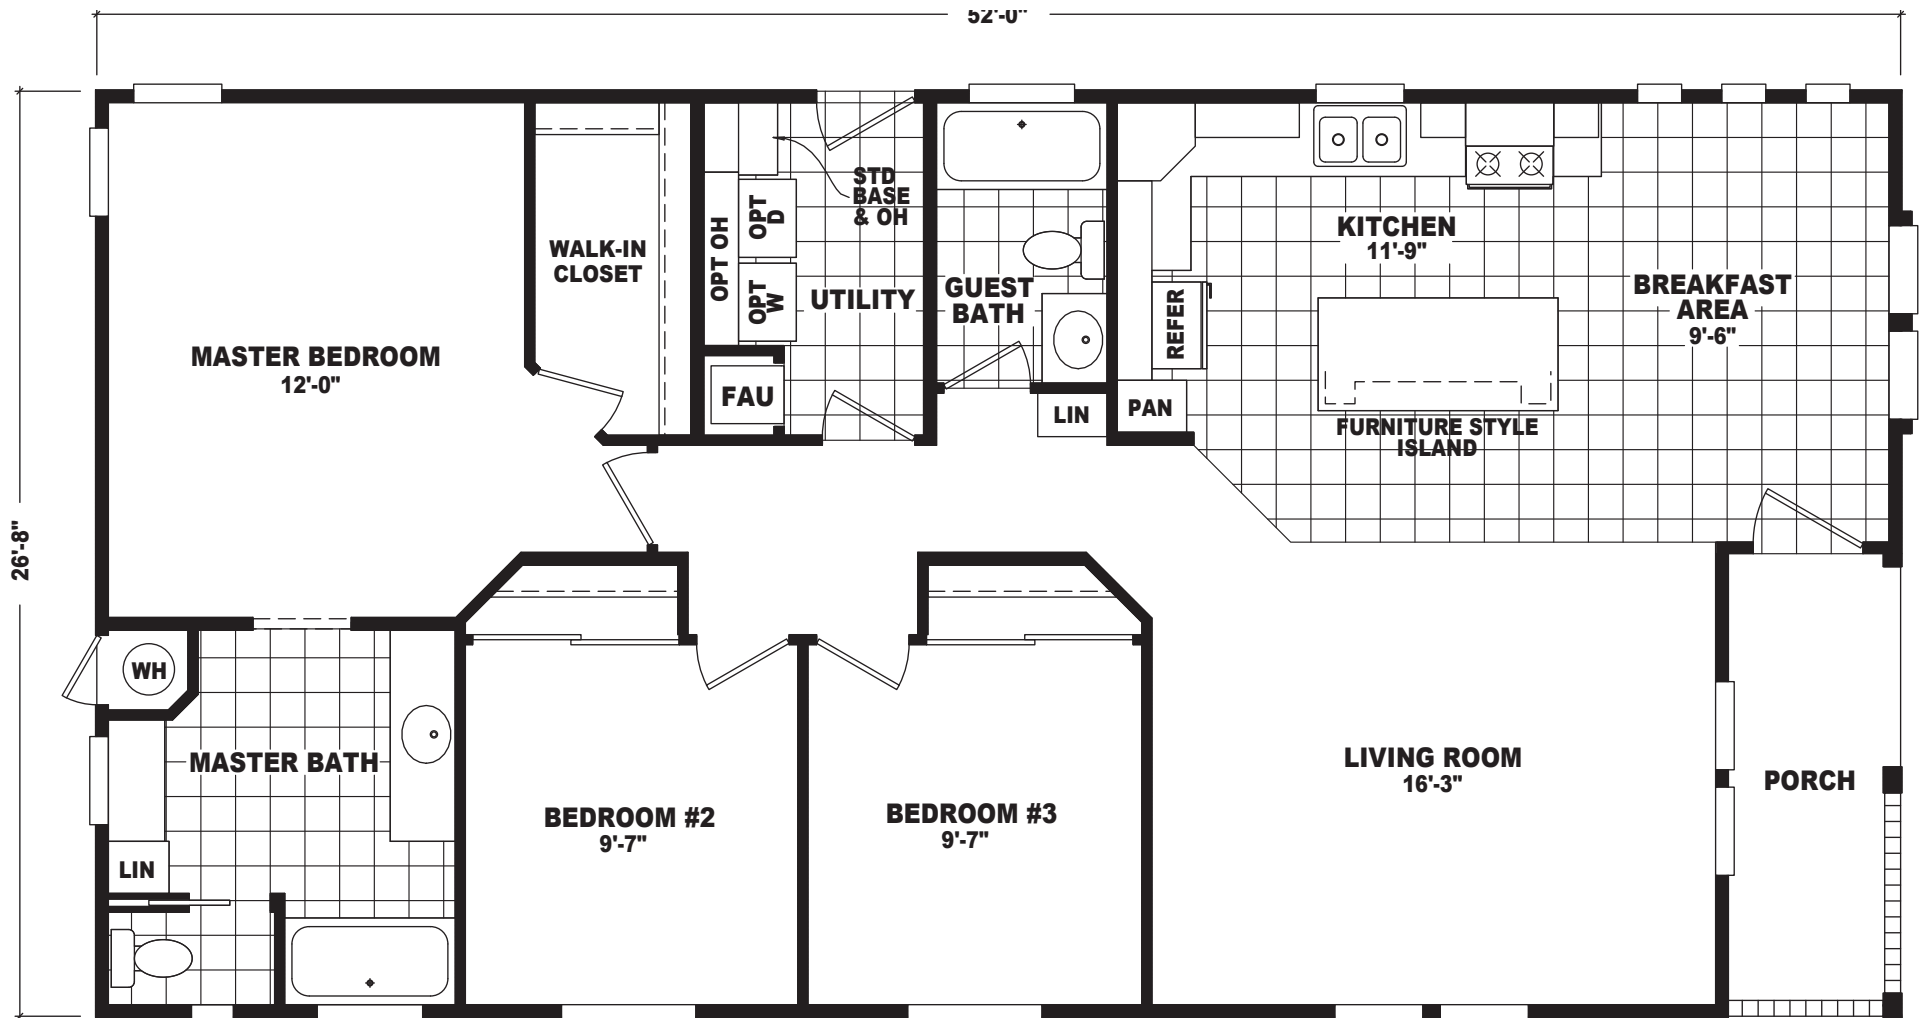 52'-0"
26'-8"
MASTER BEDROOM
12'-0"
WALK-IN
CLOSET
OPT OH
OPT
D
OPT
W
STD
BASE
& OH
UTILITY
FAU
GUEST
BATH
LIN
PAN
REFER
KITCHEN
11'-9"
BREAKFAST
AREA
9'-6"
FURNITURE STYLE
ISLAND
WH
MASTER BATH
LIN
BEDROOM #2
9'-7"
BEDROOM #3
9'-7"
LIVING ROOM
16'-3"
PORCH